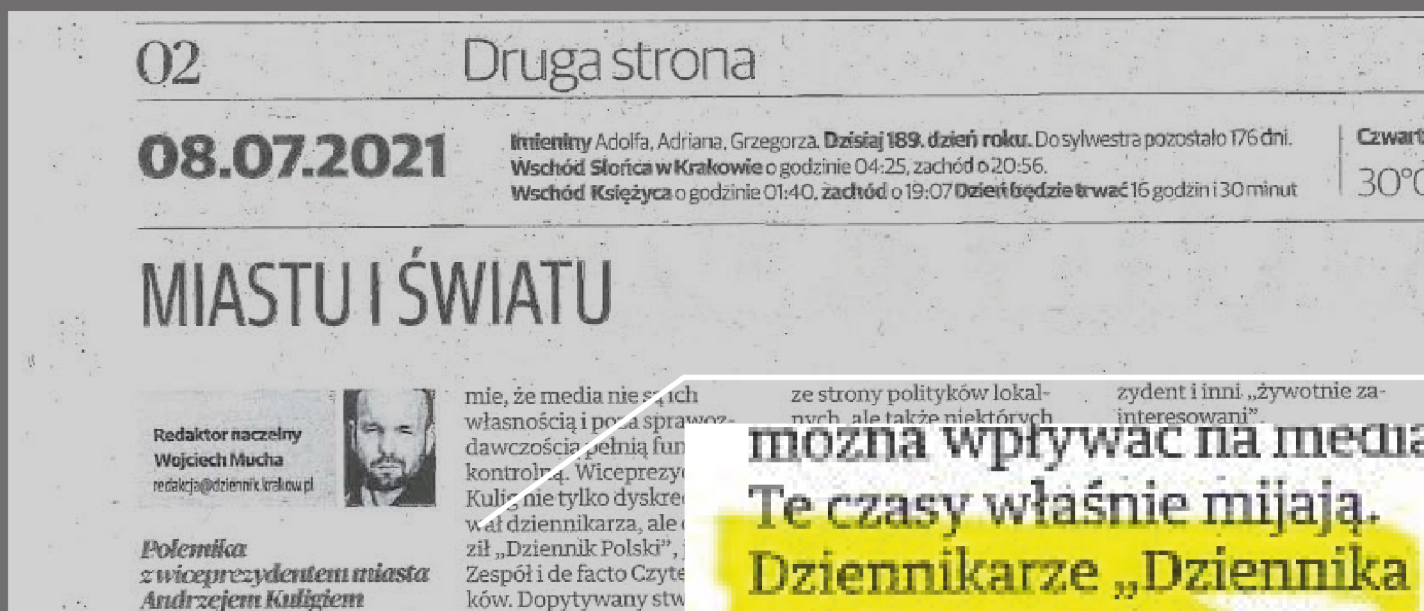 02
Druga strona
08.07.2021
Imieniny Adolfa, Adriana, Grzegorza. Dzisiaj 189. dzień roku. Do sylwestra pozostało 176 dni.
Wschód Słońca w Krakowie o godzinie 04:25, zachód o 20:56.
Wschód Księżyca o godzinie 01:40, zachód o 19:07 Dzień będzie trwać 16 godzin i 30 minut
Czwart
30°C
MIASTU I ŚWIATU
Redaktor naczelny
Wojciech Mucha
redakcja@dziennik.krakow.pl
Polemika
z wiceprezydentem miasta
Andrzejem Kuligiem
mie, że media nie są ich
własnością i poza sprawoz-
dawczością pełnią fun
kontrolną. Wiceprezy
Kulig nie tylko dyskre
wał dziennikarza, ale
ził „Dziennik Polski”,
Zespół i de facto Czyte
ków. Dopytywany stw
ze strony polityków lokal-
nych, ale także niektórych
zydent i inni „żywotnie za-
interesowani”.
można wpływać na media
Te czasy właśnie mijają.
Dziennikarze „Dziennika